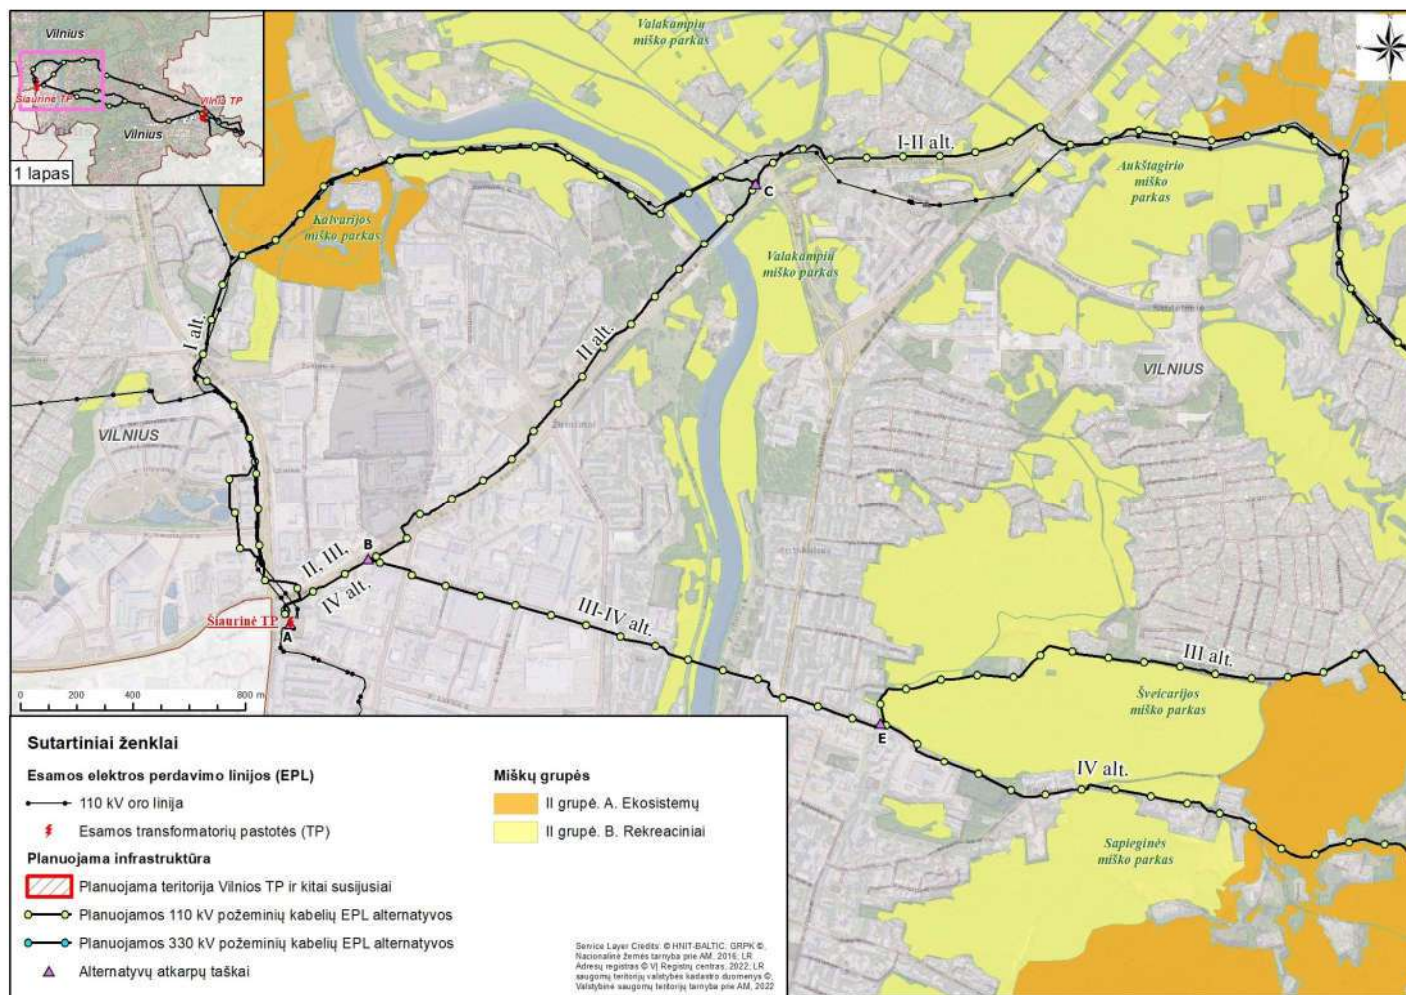 Vilnius
Šiaurinė TP
Vilnia TP
Vilnius
1 lapas
Valakampių
miško parkas
I-II alt.
Aukštagirio
miško
parkas
C
Kalvarijos
miško parkas
Valakampių
miško parkas
I alt.
II alt.
VILNIUS
VILNIUS
B
II. III.
IV alt.
III-IV alt.
Šiaurinė TP
A
III alt.
Šveicarijos
miško parkas
E
IV alt.
Sapieginės
miško parkas
0 200 400 800 m
Sutartiniai ženklai
Esamos elektros perdavimo linijos (EPL)
110 kV oro linija
Esamos transformatorių pastotės (TP)
Planuojama infrastruktūra
Planuojama teritorija Vilnios TP ir kitai susijusiai
Planuojamos 110 kV požeminių kabelių EPL alternatyvos
Planuojamos 330 kV požeminių kabelių EPL alternatyvos
Alternatyvų atkarpų taškai
Miškų grupės
II grupė. A. Ekosistemų
II grupė. B. Rekreaciniai
Service Layer Credits: © HNIT-BALTIC. GRPK ©,
Nacionalinė žemės tarnyba prie AM, 2016; LR
Adresų registras © VĮ Registrų centras, 2022; LR
saugomų teritorijų valstybės kadastro duomenys ©,
Valstybinė saugomų teritorijų tarnyba prie AM, 2022